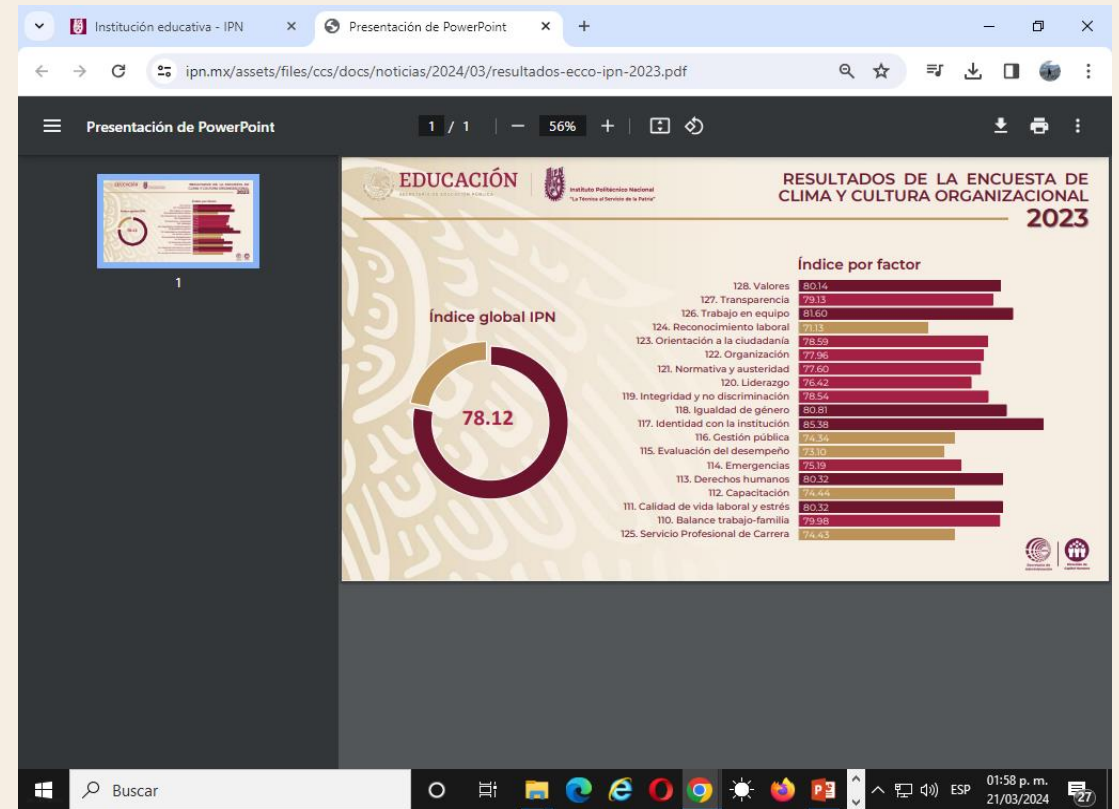 Institución educativa - IPN
Presentación de PowerPoint
ipn.mx/assets/files/ccs/docs/noticias/2024/03/resultados-ecco-ipn-2023.pdf
Presentación de PowerPoint
1 / 1
56%
1
EDUCACIÓN
SECRETARÍA DE EDUCACIÓN PÚBLICA
Instituto Politécnico Nacional
"La Técnica al Servicio de la Patria"
RESULTADOS DE LA ENCUESTA DE
CLIMA Y CULTURA ORGANIZACIONAL
2023
Índice global IPN
78.12
Índice por factor
128. Valores 80.14
127. Transparencia 79.13
126. Trabajo en equipo 81.60
124. Reconocimiento laboral 71.13
123. Orientación a la ciudadanía 78.59
122. Organización 77.96
121. Normativa y austeridad 77.60
120. Liderazgo 76.42
119. Integridad y no discriminación 78.54
118. Igualdad de género 80.81
117. Identidad con la institución 85.38
116. Gestión pública 74.34
115. Evaluación del desempeño 73.10
114. Emergencias 75.19
113. Derechos humanos 80.32
112. Capacitación 74.44
111. Calidad de vida laboral y estrés 80.32
110. Balance trabajo-familia 79.98
125. Servicio Profesional de Carrera 74.43
Buscar
ESP
01:58 p. m.
21/03/2024
27